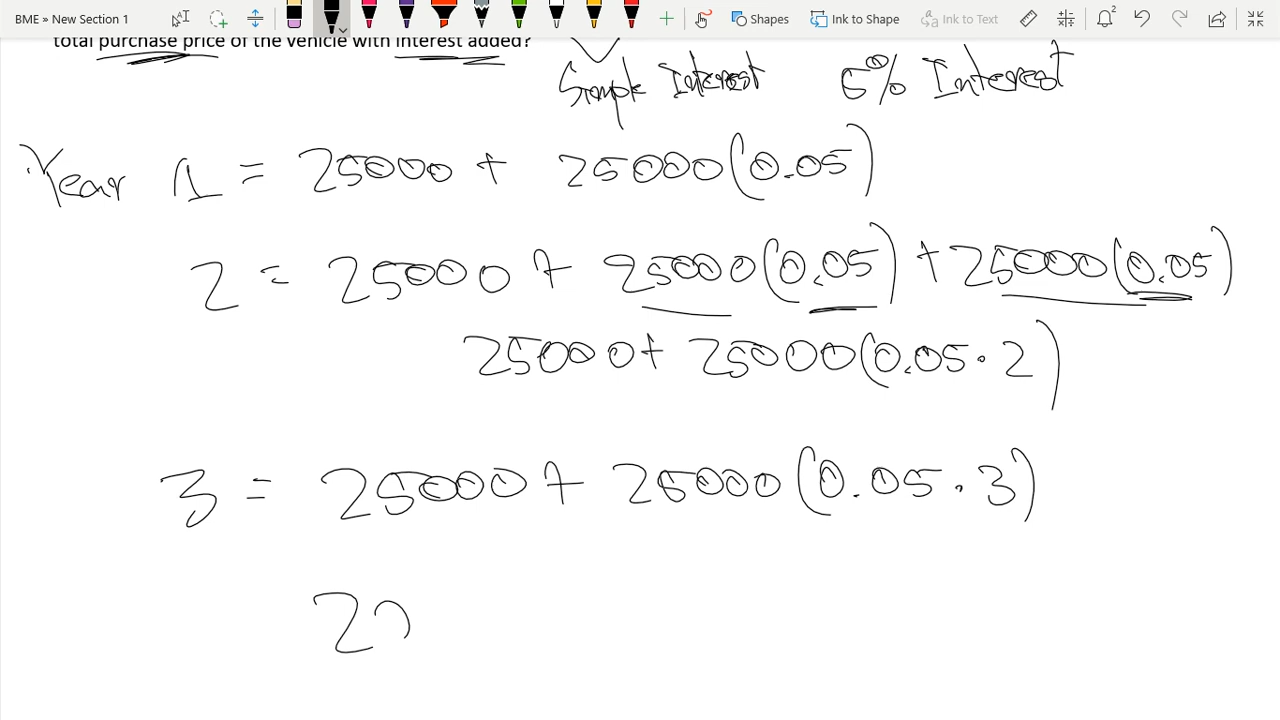 BME » New Section 1
Shapes Ink to Shape Ink to Text 2
total purchase price of the vehicle with interest added?
Simple Interest 5% Interest
Year 1 = 25000 + 25000(0.05)
2 = 25000 + 25000(0.05) + 25000(0.05)
25000 + 25000(0.05 · 2)
3 = 25000 + 25000(0.05 · 3)
2